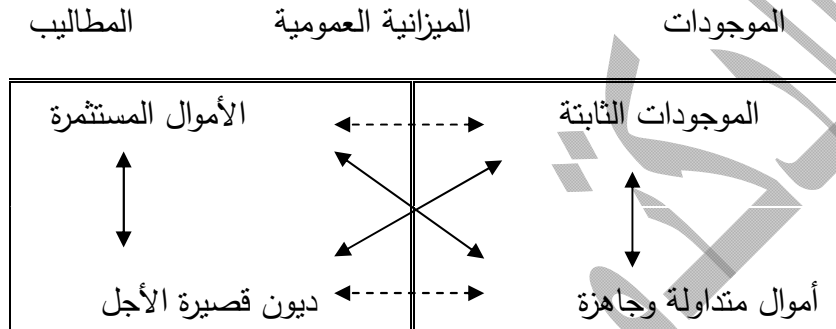 الموجودات الميزانية العمومية المطاليب
الموجودات الثابتة الأموال المستثمرة
أموال متداولة وجاهزة ديون قصيرة الأجل